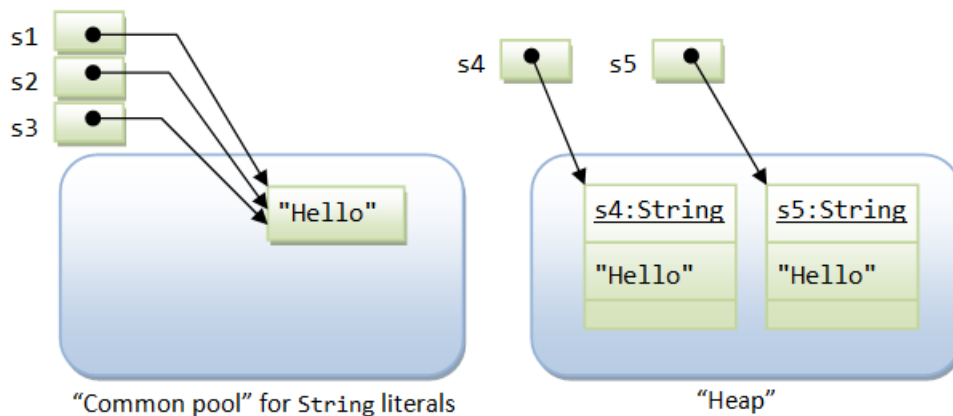 s1
s2
s3
"Hello"
“Common pool” for String literals
s4
s5
s4:String
"Hello"
s5:String
"Hello"
“Heap”